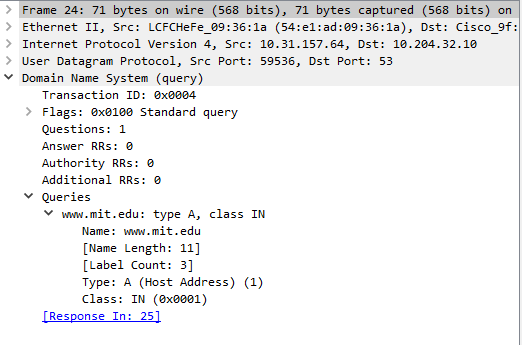 Frame 24: 71 bytes on wire (568 bits), 71 bytes captured (568 bits) on
Ethernet II, Src: LCFCHeFe_09:36:1a (54:e1:ad:09:36:1a), Dst: Cisco_9f:
Internet Protocol Version 4, Src: 10.31.157.64, Dst: 10.204.32.10
User Datagram Protocol, Src Port: 59536, Dst Port: 53
Domain Name System (query)
Transaction ID: 0x0004
Flags: 0x0100 Standard query
Questions: 1
Answer RRs: 0
Authority RRs: 0
Additional RRs: 0
Queries
www.mit.edu: type A, class IN
Name: www.mit.edu
[Name Length: 11]
[Label Count: 3]
Type: A (Host Address) (1)
Class: IN (0x0001)
[Response In: 25]